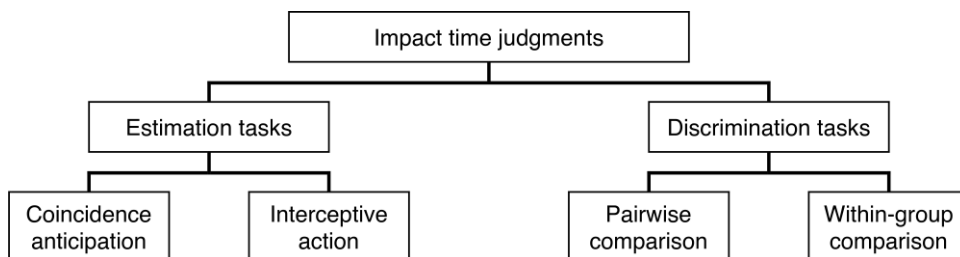 Impact time judgments
Estimation tasks
Discrimination tasks
Coincidence
anticipation
Interceptive
action
Pairwise
comparison
Within-group
comparison